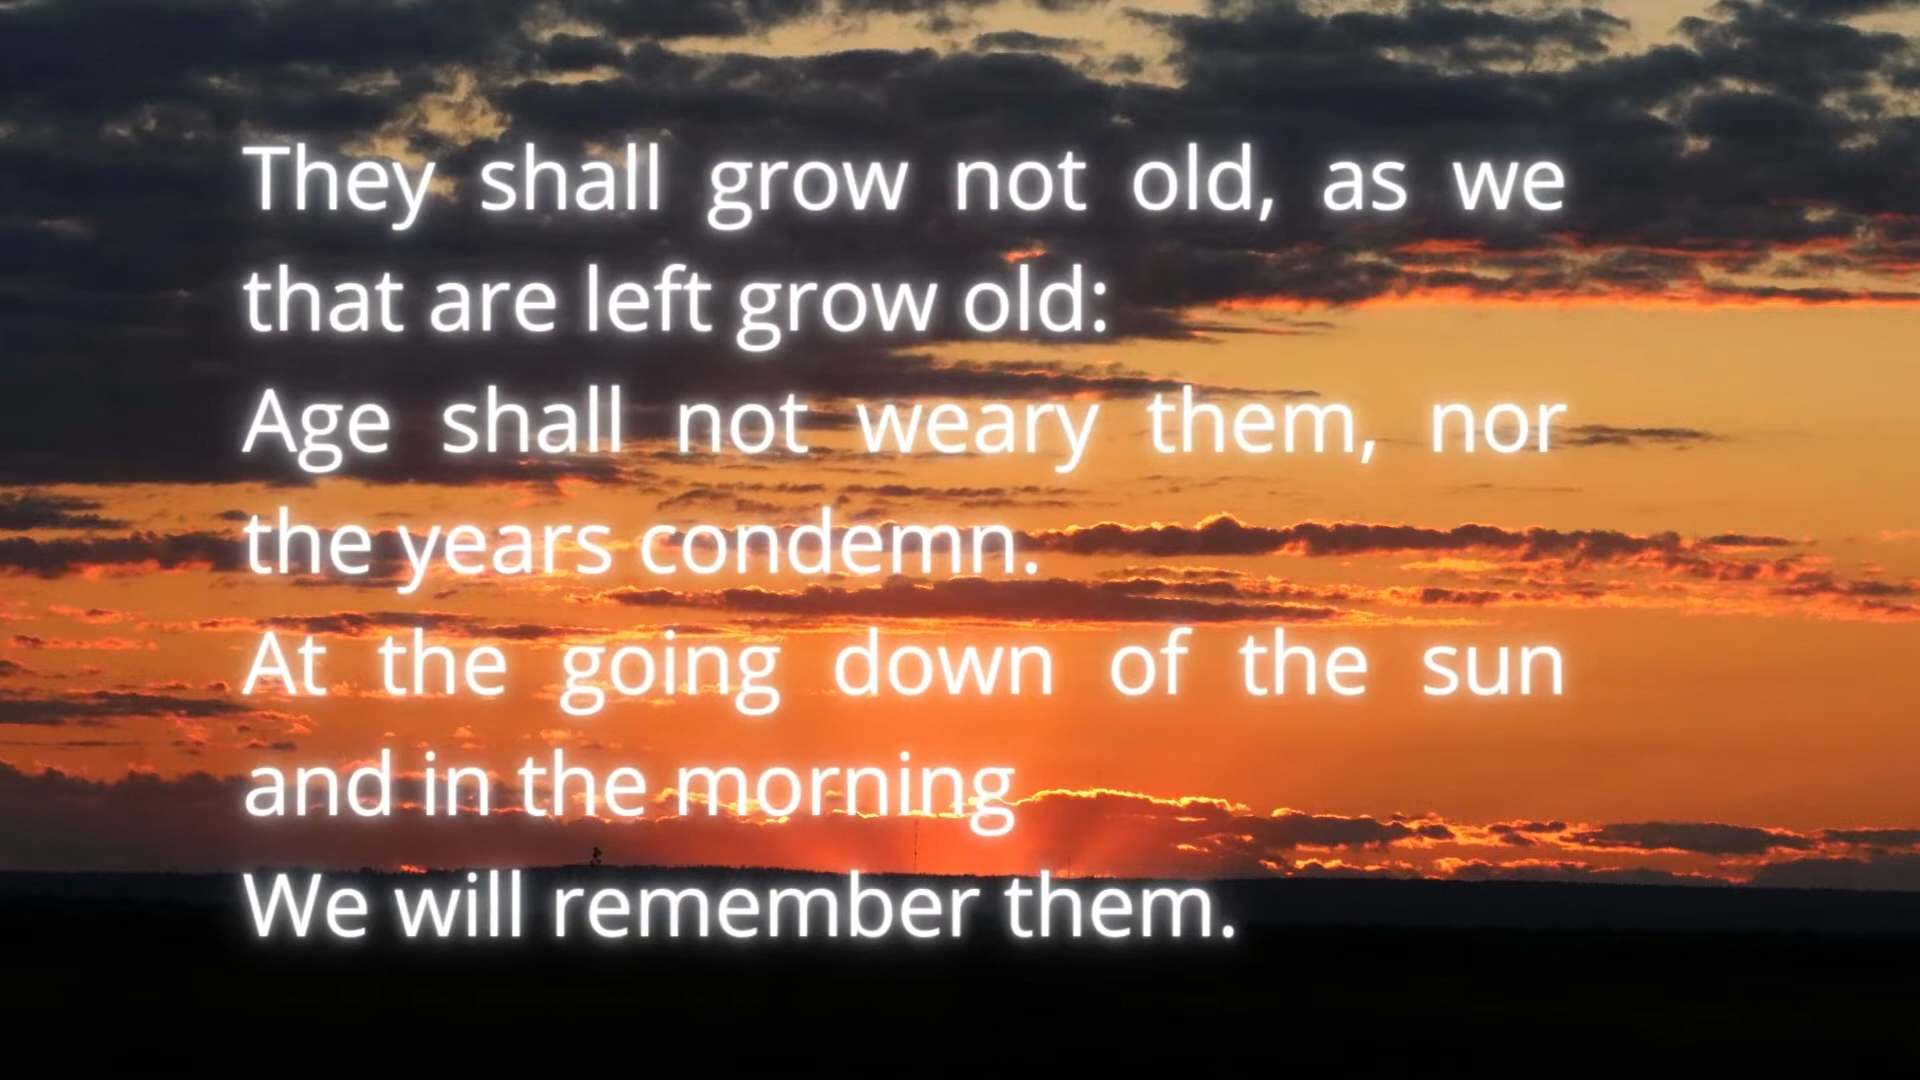 They shall grow not old, as we
that are left grow old:
Age shall not weary them, nor
the years condemn.
At the going down of the sun
and in the morning
We will remember them.